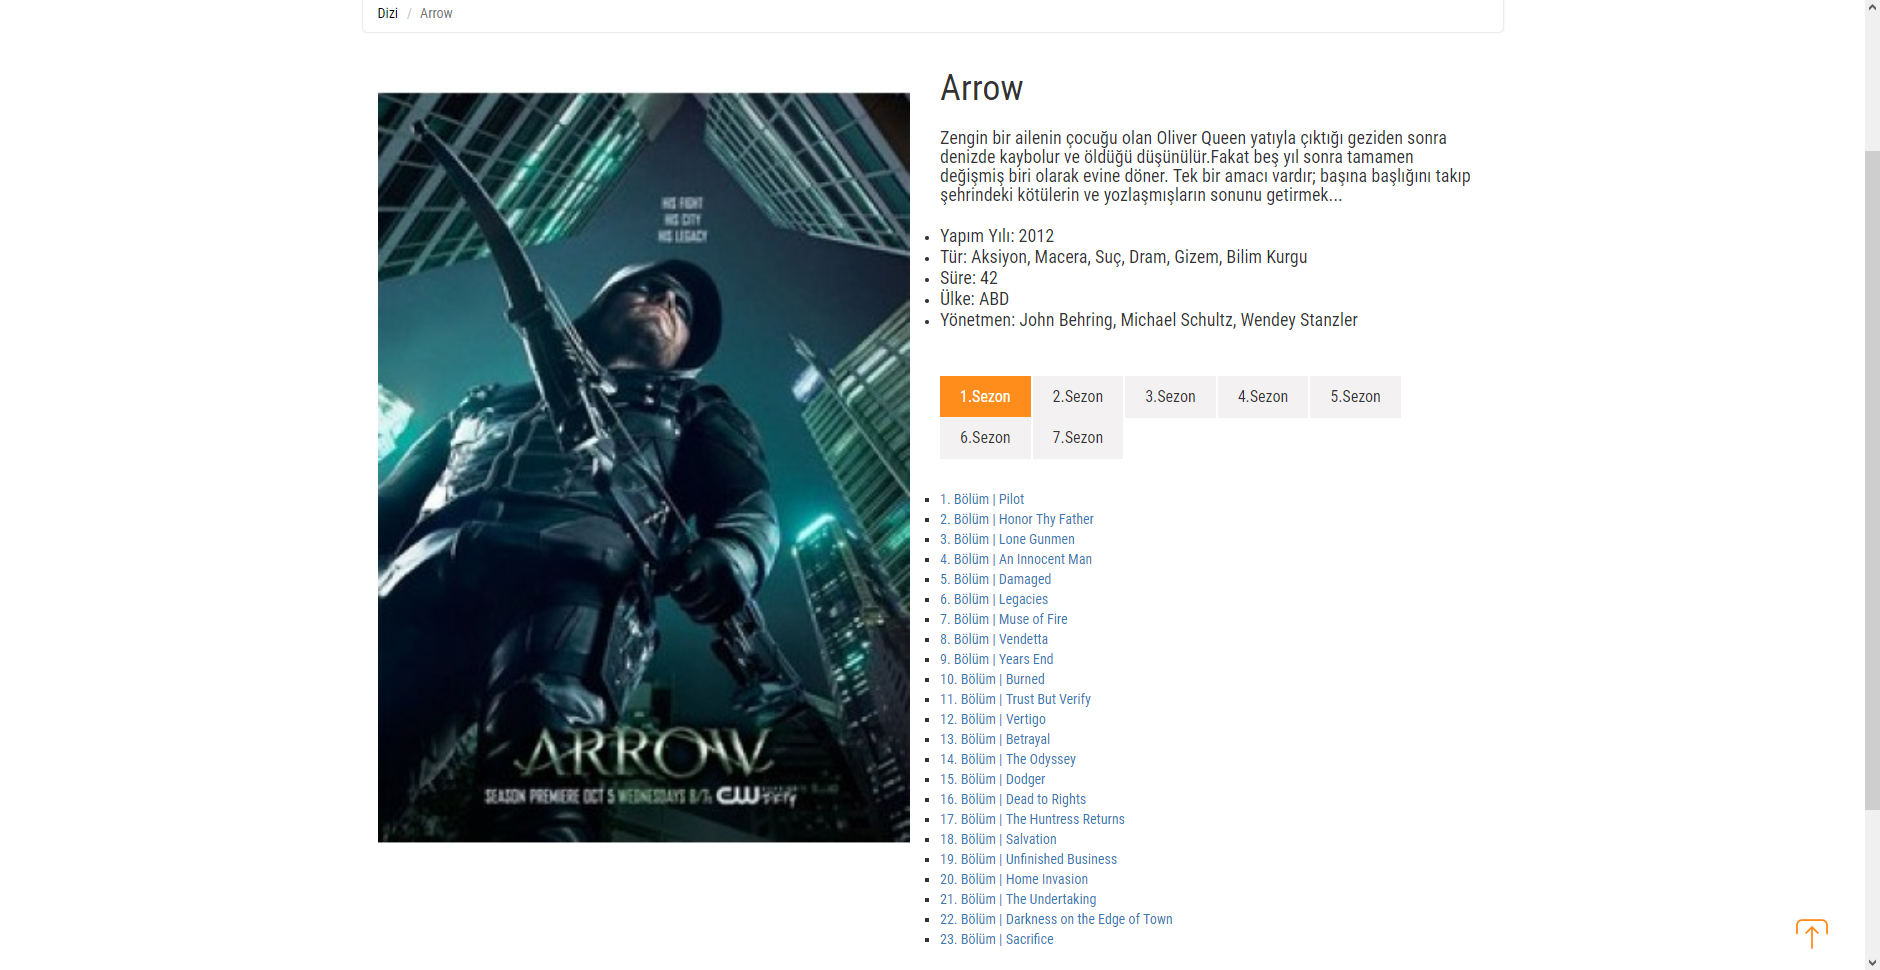 Dizi / Arrow
HIS FIGHT
HIS CITY
HIS LEGACY
ARROW
SEASON PREMIERE OCT 5 WEDNESDAYS 8/7c CW
Arrow
Zengin bir ailenin çocuğu olan Oliver Queen yatıyla çıktığı geziden sonra
denizde kaybolur ve öldüğü düşünülür.Fakat beş yıl sonra tamamen
değişmiş biri olarak evine döner. Tek bir amacı vardır; başına başlığını takıp
şehrindeki kötülerin ve yozlaşmışların sonunu getirmek...
Yapım Yılı: 2012
Tür: Aksiyon, Macera, Suç, Dram, Gizem, Bilim Kurgu
Süre: 42
Ülke: ABD
Yönetmen: John Behring, Michael Schultz, Wendey Stanzler
1.Sezon 2.Sezon 3.Sezon 4.Sezon 5.Sezon
6.Sezon 7.Sezon
1. Bölüm | Pilot
2. Bölüm | Honor Thy Father
3. Bölüm | Lone Gunmen
4. Bölüm | An Innocent Man
5. Bölüm | Damaged
6. Bölüm | Legacies
7. Bölüm | Muse of Fire
8. Bölüm | Vendetta
9. Bölüm | Years End
10. Bölüm | Burned
11. Bölüm | Trust But Verify
12. Bölüm | Vertigo
13. Bölüm | Betrayal
14. Bölüm | The Odyssey
15. Bölüm | Dodger
16. Bölüm | Dead to Rights
17. Bölüm | The Huntress Returns
18. Bölüm | Salvation
19. Bölüm | Unfinished Business
20. Bölüm | Home Invasion
21. Bölüm | The Undertaking
22. Bölüm | Darkness on the Edge of Town
23. Bölüm | Sacrifice